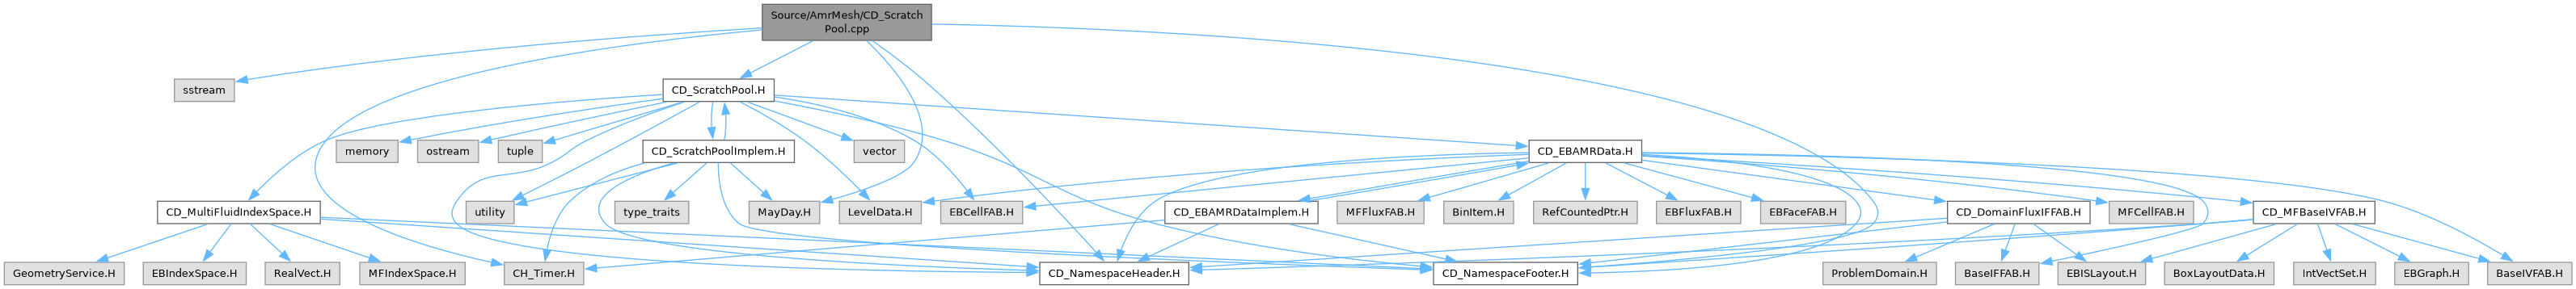 Source/AmrMesh/CD_Scratch
Pool.cpp
sstream
CD_ScratchPool.H
memory
ostream
tuple
CD_ScratchPoolImplem.H
vector
CD_EBAMRData.H
CD_MultiFluidIndexSpace.H
utility
type_traits
MayDay.H
LevelData.H
EBCellFAB.H
CD_EBAMRDataImplem.H
MFFluxFAB.H
BinItem.H
RefCountedPtr.H
EBFluxFAB.H
EBFaceFAB.H
CD_DomainFluxIFFAB.H
MFCellFAB.H
CD_MFBaseIVFAB.H
GeometryService.H
EBIndexSpace.H
RealVect.H
MFIndexSpace.H
CH_Timer.H
CD_NamespaceHeader.H
CD_NamespaceFooter.H
ProblemDomain.H
BaseIFFAB.H
EBISLayout.H
BoxLayoutData.H
IntVectSet.H
EBGraph.H
BaseIVFAB.H